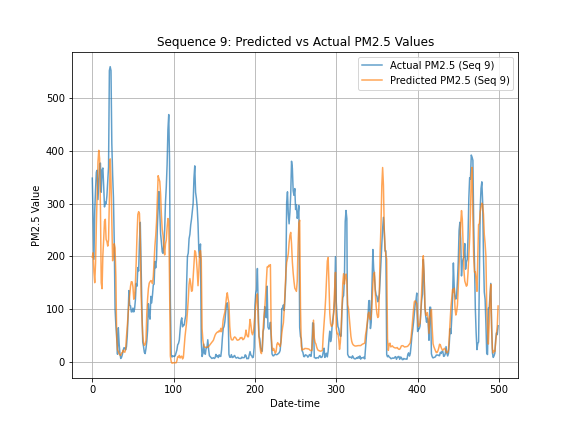 Sequence 9: Predicted vs Actual PM2.5 Values
Actual PM2.5 (Seq 9)
Predicted PM2.5 (Seq 9)
PM2.5 Value
500
400
300
200
100
0
0 100 200 300 400 500
Date-time